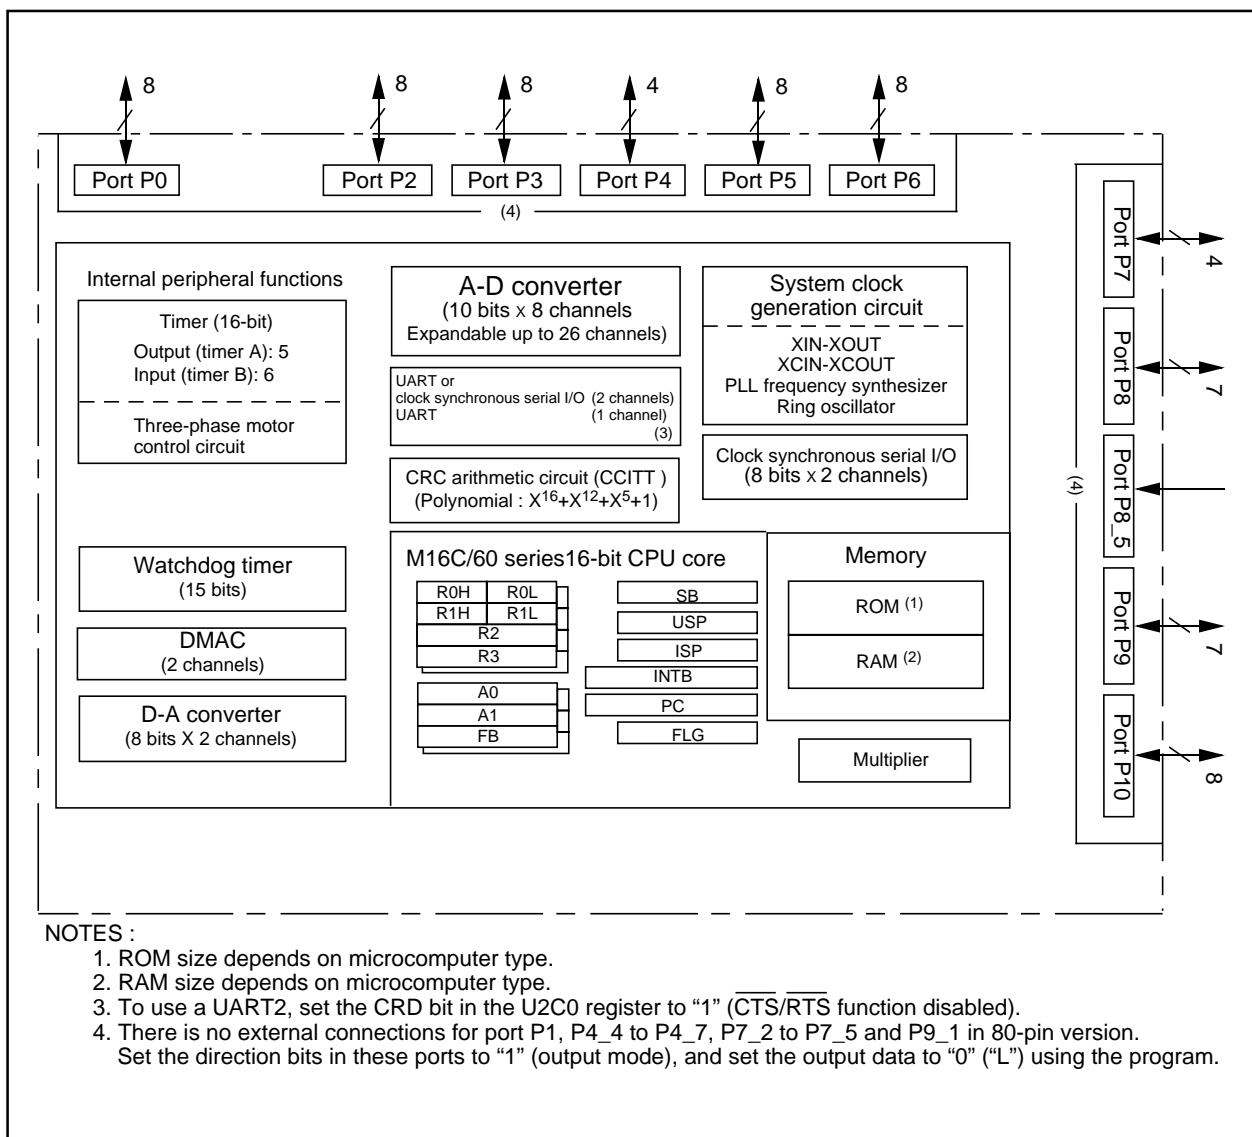 8 8 8 4 8 8
Port P0 Port P2 Port P3 Port P4 Port P5 Port P6
(4)
Internal peripheral functions
Timer (16-bit)
Output (timer A): 5
Input (timer B): 6
Three-phase motor
control circuit
Watchdog timer
(15 bits)
DMAC
(2 channels)
D-A converter
(8 bits X 2 channels)
A-D converter
(10 bits x 8 channels
Expandable up to 26 channels)
UART or
clock synchronous serial I/O (2 channels)
UART (1 channel)
(3)
CRC arithmetic circuit (CCITT )
(Polynomial : X16+X12+X5+1)
System clock
generation circuit
XIN-XOUT
XCIN-XCOUT
PLL frequency synthesizer
Ring oscillator
Clock synchronous serial I/O
(8 bits x 2 channels)
M16C/60 series16-bit CPU core
R0H R0L
R1H R1L
R2
R3
A0
A1
FB
SB
USP
ISP
INTB
PC
FLG
Memory
ROM (1)
RAM (2)
Multiplier
(4)
Port P7
4
Port P8
7
Port P8_5
Port P9
7
Port P10
8
NOTES :
1. ROM size depends on microcomputer type.
2. RAM size depends on microcomputer type.
3. To use a UART2, set the CRD bit in the U2C0 register to “1” (C̅T̅S̅/R̅T̅S̅ function disabled).
4. There is no external connections for port P1, P4_4 to P4_7, P7_2 to P7_5 and P9_1 in 80-pin version.
Set the direction bits in these ports to “1” (output mode), and set the output data to “0” (“L”) using the program.